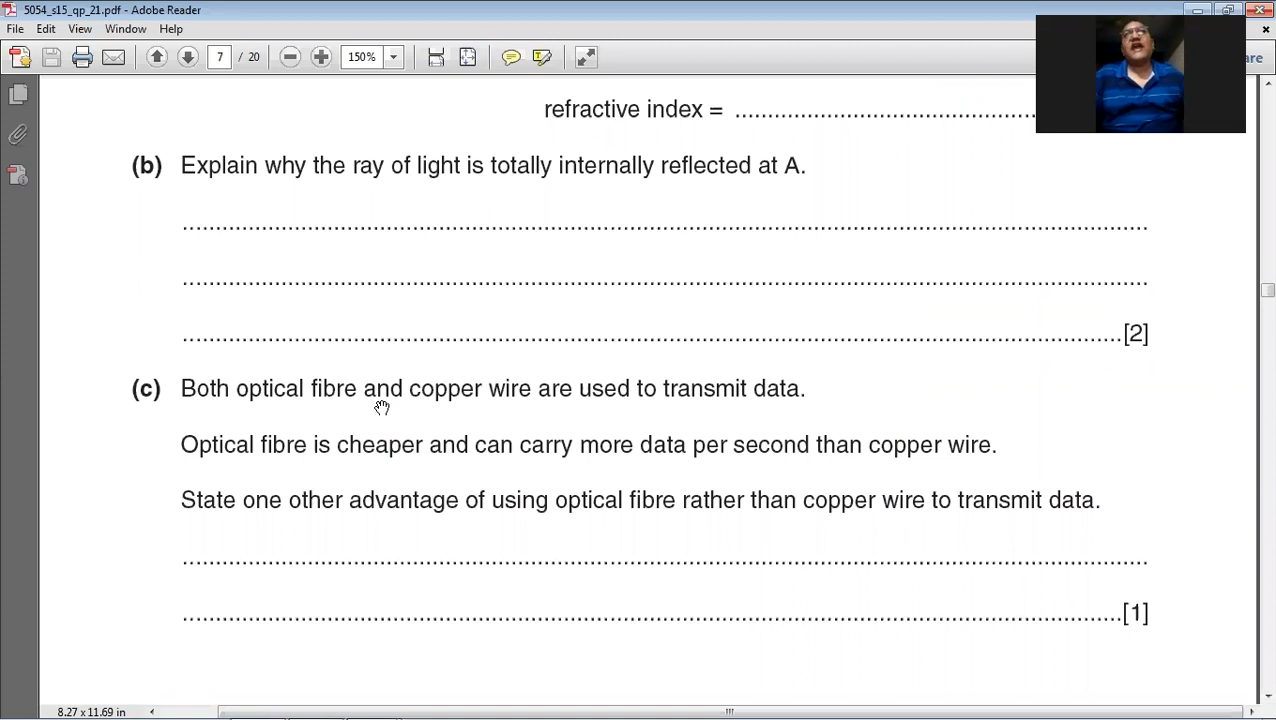 5054_s15_qp_21.pdf - Adobe Reader
File Edit View Window Help
7 / 20 150%
refractive index = ..............................................
(b) Explain why the ray of light is totally internally reflected at A.
....................................................................................................................................................
....................................................................................................................................................
................................................................................................................................................[2]
(c) Both optical fibre and copper wire are used to transmit data.
Optical fibre is cheaper and can carry more data per second than copper wire.
State one other advantage of using optical fibre rather than copper wire to transmit data.
....................................................................................................................................................
................................................................................................................................................[1]
8.27 x 11.69 in